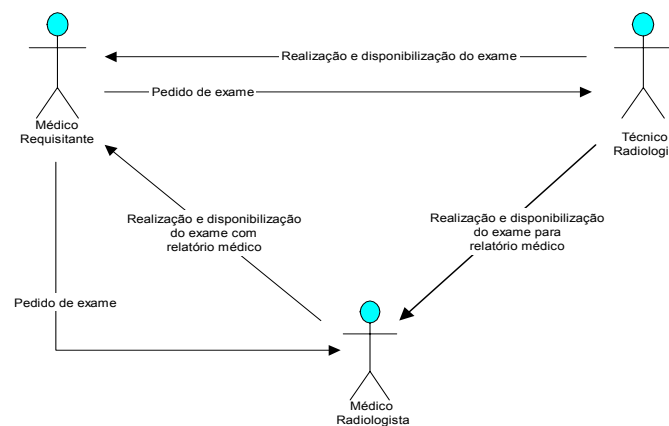 Realização e disponibilização do exame
Pedido de exame
Médico
Requisitante
Técnico
Realização e disponibilização
do exame com
relatório médico
Realização e disponibilização
do exame para
relatório médico
Pedido de exame
Médico
Radiologista